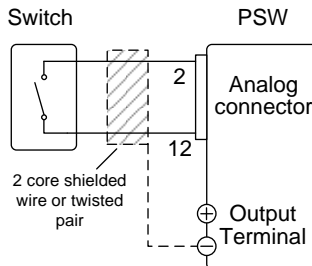 Switch
PSW
2
Analog
connector
12
2 core shielded
wire or twisted
pair
+
Output
Terminal
−